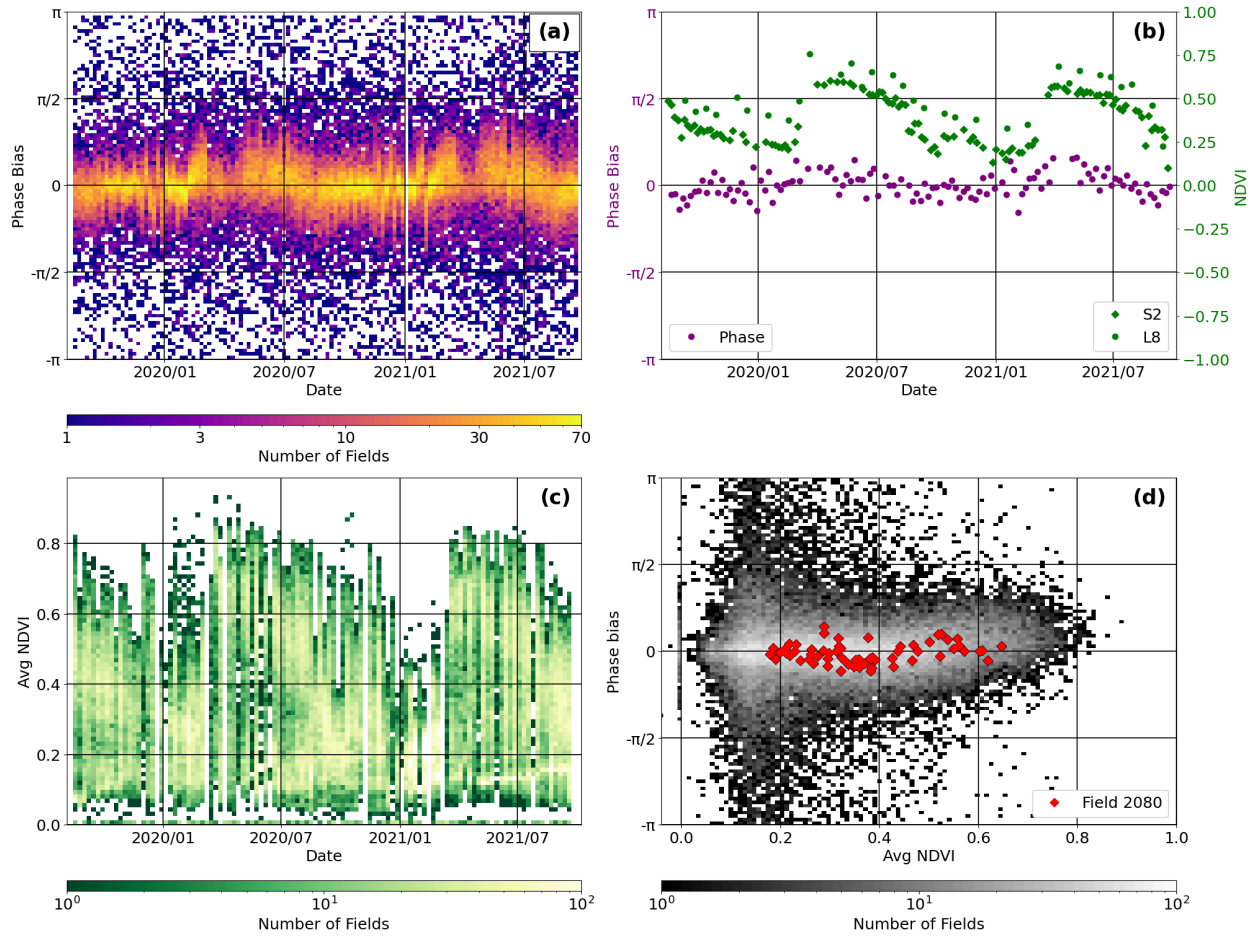 (a)
π
π/2
0
-π/2
-π
Phase Bias
2020/01 2020/07 2021/01 2021/07
Date
1 3 10 30 70
Number of Fields
(b)
π
π/2
0
-π/2
-π
Phase Bias
1.00
0.75
0.50
0.25
0.00
−0.25
−0.50
−0.75
−1.00
NDVI
Phase
S2
L8
2020/01 2020/07 2021/01 2021/07
Date
(c)
0.8
0.6
0.4
0.2
0.0
Avg NDVI
2020/01 2020/07 2021/01 2021/07
Date
10⁰ 10¹ 10²
Number of Fields
(d)
π
π/2
0
-π/2
-π
Phase bias
Field 2080
0.0 0.2 0.4 0.6 0.8 1.0
Avg NDVI
10⁰ 10¹ 10²
Number of Fields